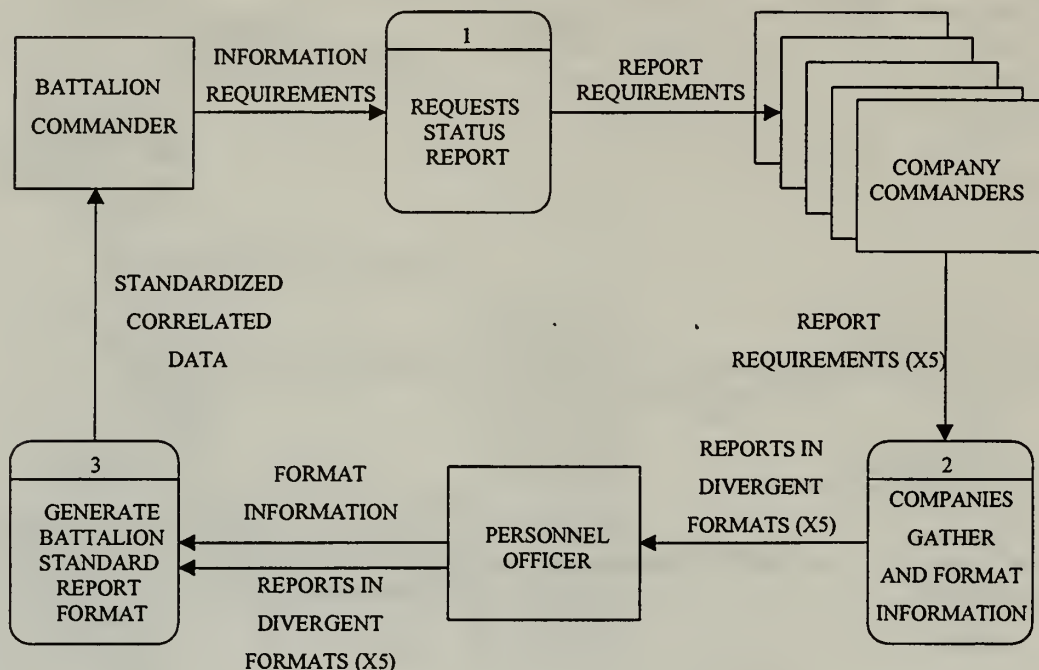 BATTALION
COMMANDER
INFORMATION
REQUIREMENTS
1
REQUESTS
STATUS
REPORT
REPORT
REQUIREMENTS
COMPANY
COMMANDERS
REPORT
REQUIREMENTS (X5)
2
COMPANIES
GATHER
AND FORMAT
INFORMATION
REPORTS IN
DIVERGENT
FORMATS (X5)
PERSONNEL
OFFICER
FORMAT
INFORMATION
REPORTS IN
DIVERGENT
FORMATS (X5)
3
GENERATE
BATTALION
STANDARD
REPORT
FORMAT
STANDARDIZED
CORRELATED
DATA